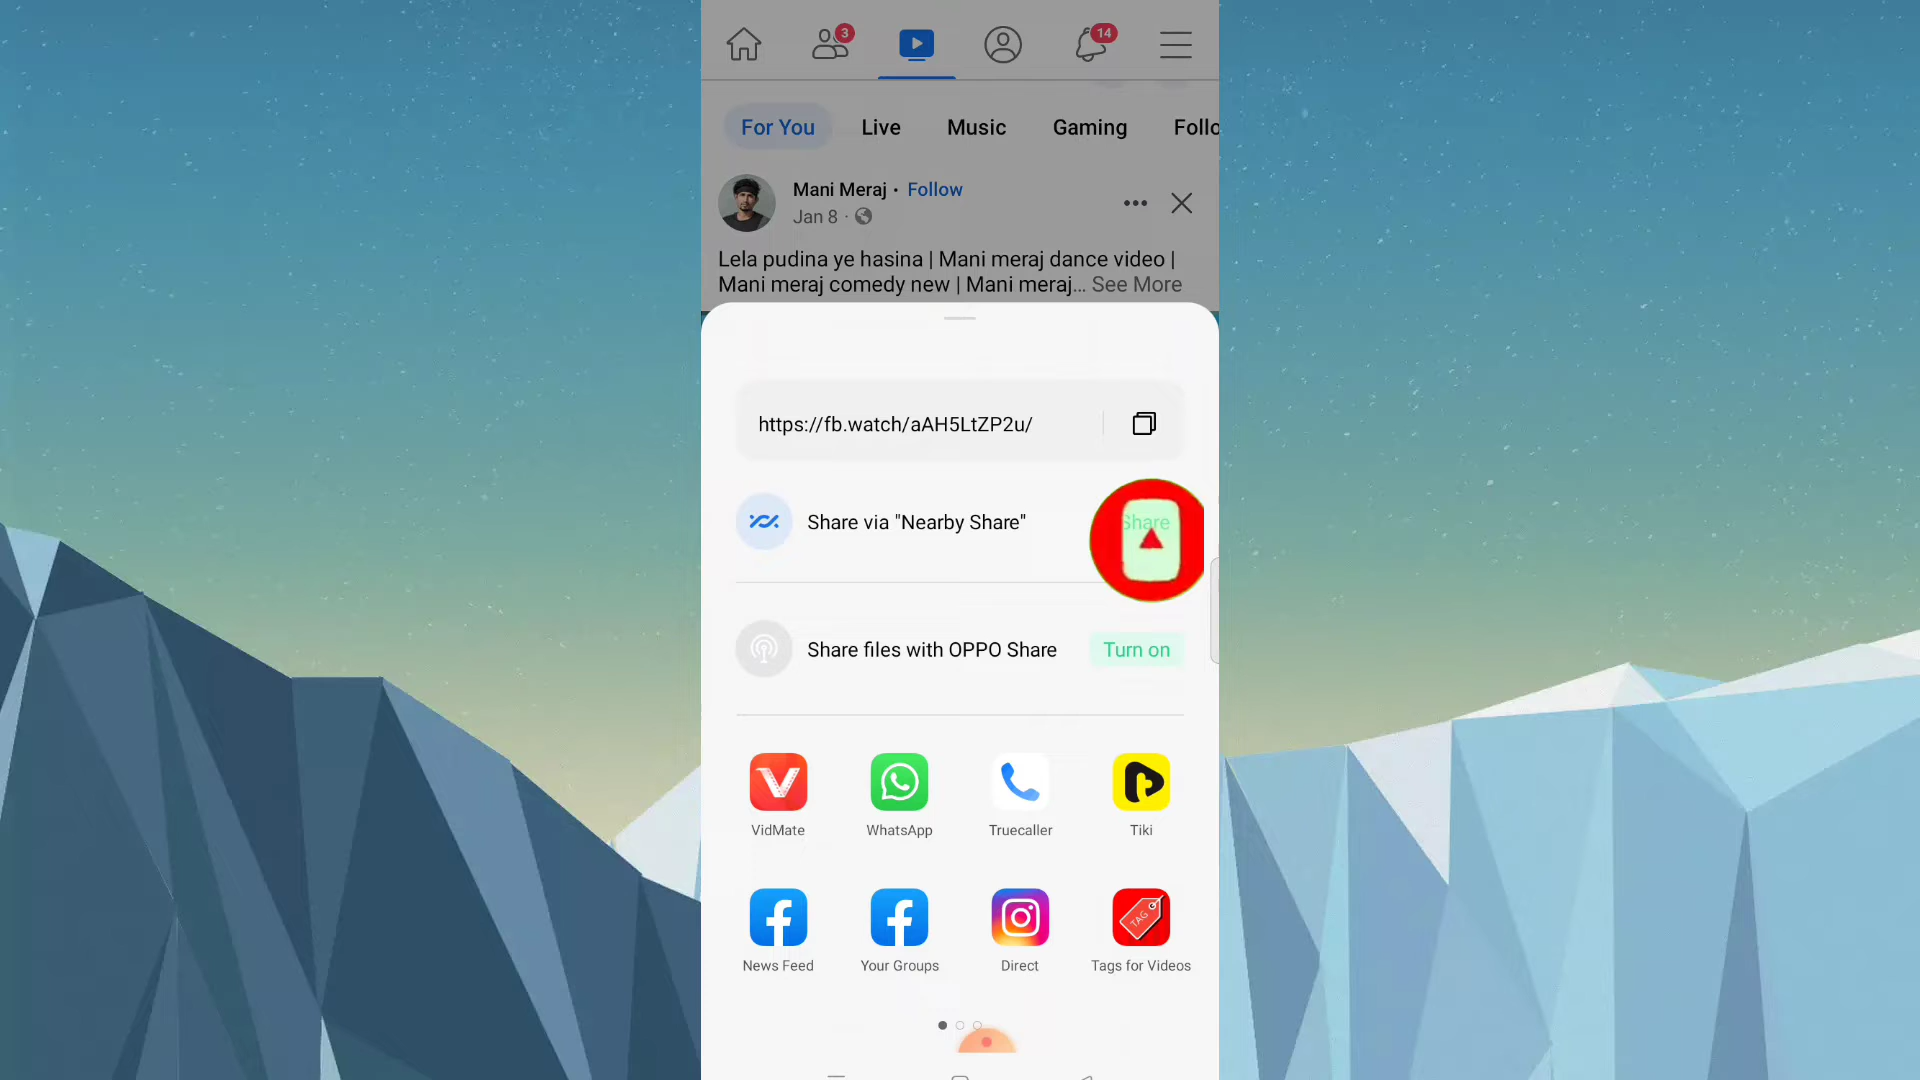 3
14
For You
Live
Music
Gaming
Follo
Mani Meraj • Follow
Jan 8 ·
Lela pudina ye hasina | Mani meraj dance video |
Mani meraj comedy new | Mani meraj... See More
https://fb.watch/aAH5LtZP2u/
Share via "Nearby Share"
Share
Share files with OPPO Share
Turn on
VidMate
WhatsApp
Truecaller
Tiki
TAG
News Feed
Your Groups
Direct
Tags for Videos